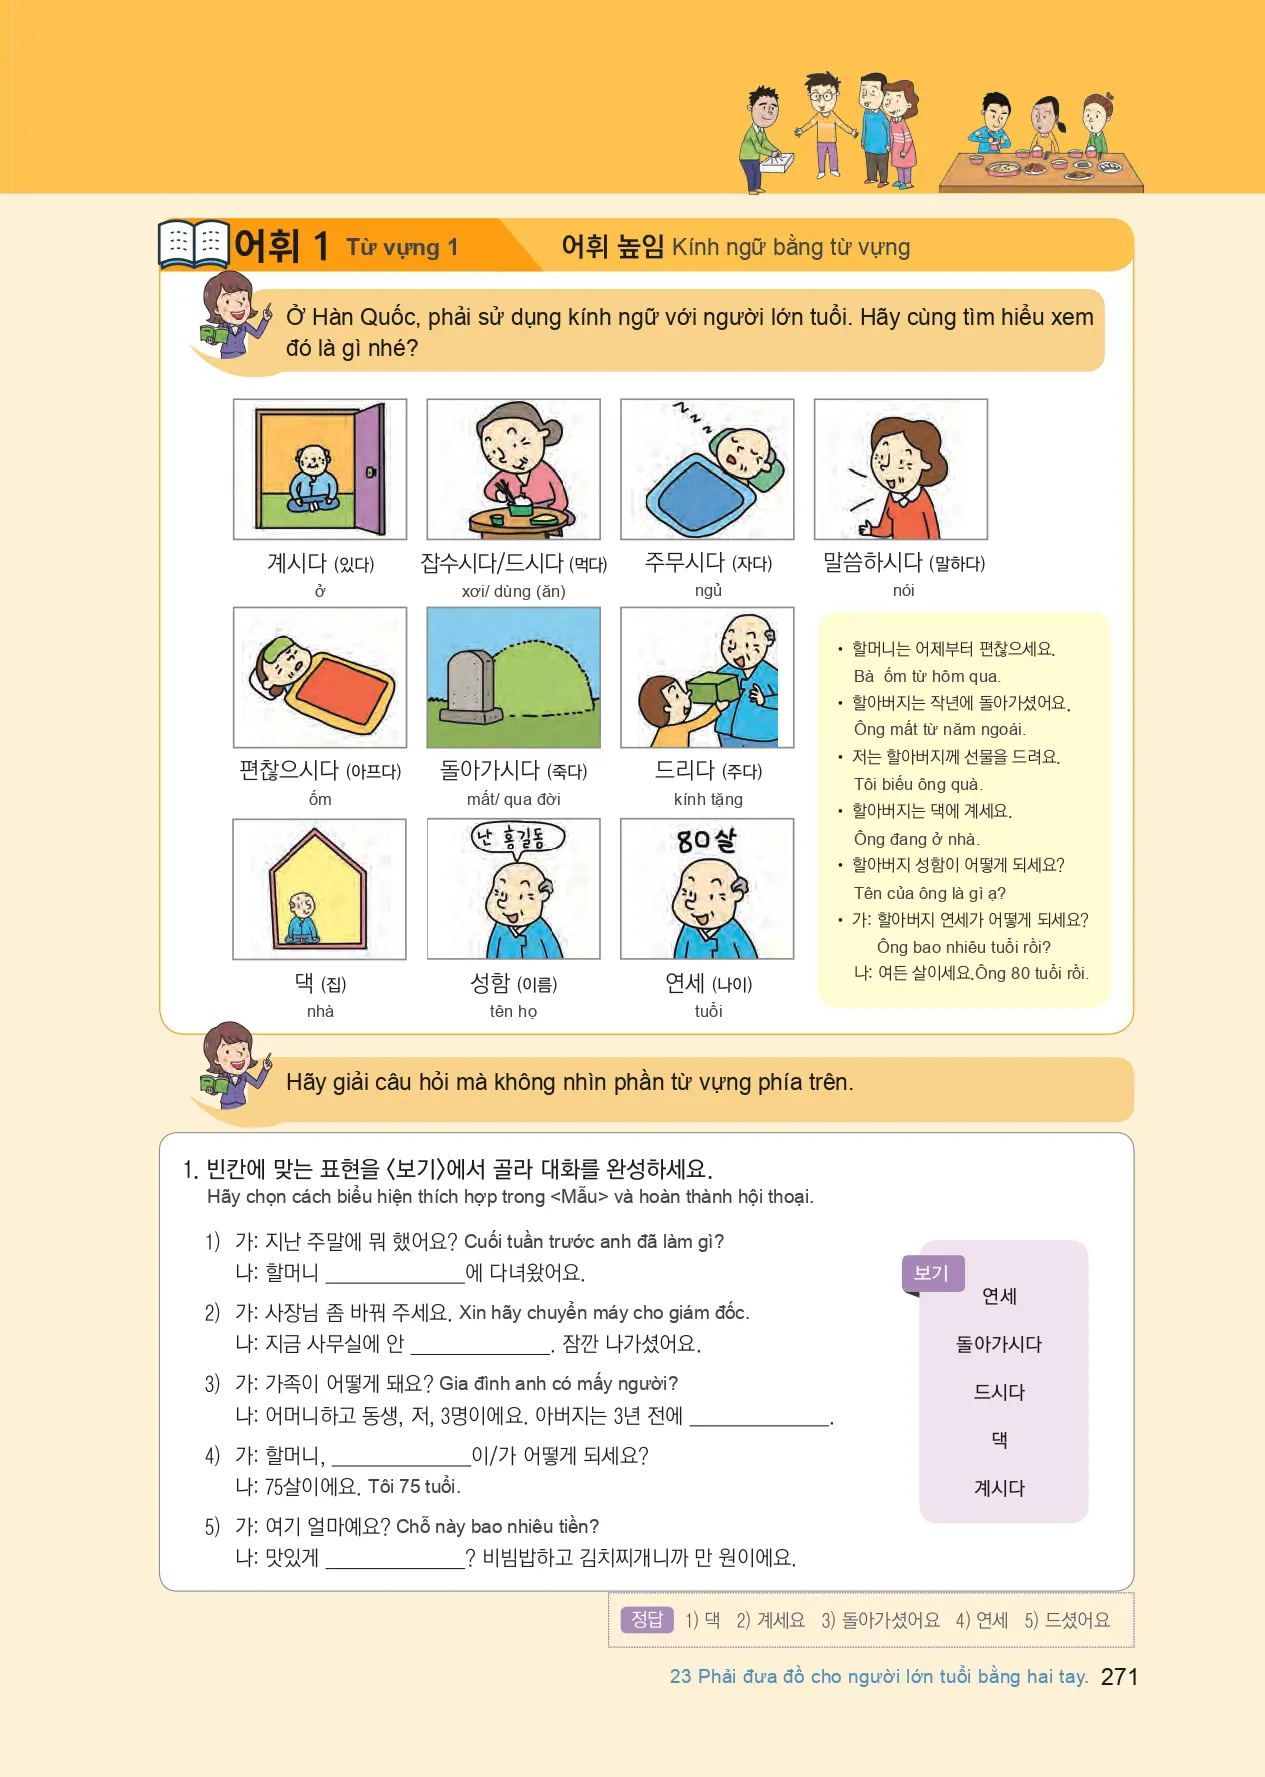 어휘 1 Từ vựng 1 어휘 높임 Kính ngữ bằng từ vựng
Ở Hàn Quốc, phải sử dụng kính ngữ với người lớn tuổi. Hãy cùng tìm hiểu xem
đó là gì nhé?
계시다 (있다) 잡수시다/드시다 (먹다) 주무시다 (자다) 말씀하시다 (말하다)
ở xơi/ dùng (ăn) ngủ nói
편찮으시다 (아프다) 돌아가시다 (죽다) 드리다 (주다)
ốm mất/ qua đời kính tặng
난 홍길동
80살
댁 (집) 성함 (이름) 연세 (나이)
nhà tên họ tuổi
• 할머니는 어제부터 편찮으세요.
Bà ốm từ hôm qua.
• 할아버지는 작년에 돌아가셨어요.
Ông mất từ năm ngoái.
• 저는 할아버지께 선물을 드려요.
Tôi biếu ông quà.
• 할아버지는 댁에 계세요.
Ông đang ở nhà.
• 할아버지 성함이 어떻게 되세요?
Tên của ông là gì ạ?
• 가: 할아버지 연세가 어떻게 되세요?
Ông bao nhiêu tuổi rồi?
나: 여든 살이세요.Ông 80 tuổi rồi.
Hãy giải câu hỏi mà không nhìn phần từ vựng phía trên.
1. 빈칸에 맞는 표현을 <보기>에서 골라 대화를 완성하세요.
Hãy chọn cách biểu hiện thích hợp trong <Mẫu> và hoàn thành hội thoại.
1) 가: 지난 주말에 뭐 했어요? Cuối tuần trước anh đã làm gì?
나: 할머니 ______________에 다녀왔어요.
2) 가: 사장님 좀 바꿔 주세요. Xin hãy chuyển máy cho giám đốc.
나: 지금 사무실에 안 ______________. 잠깐 나가셨어요.
3) 가: 가족이 어떻게 돼요? Gia đình anh có mấy người?
나: 어머니하고 동생, 저, 3명이에요. 아버지는 3년 전에 ______________.
4) 가: 할머니, ______________이/가 어떻게 되세요?
나: 75살이에요. Tôi 75 tuổi.
5) 가: 여기 얼마예요? Chỗ này bao nhiêu tiền?
나: 맛있게 ______________? 비빔밥하고 김치찌개니까 만 원이에요.
보기
연세
돌아가시다
드시다
댁
계시다
정답 1) 댁 2) 계세요 3) 돌아가셨어요 4) 연세 5) 드셨어요
23 Phải đưa đồ cho người lớn tuổi bằng hai tay. 271